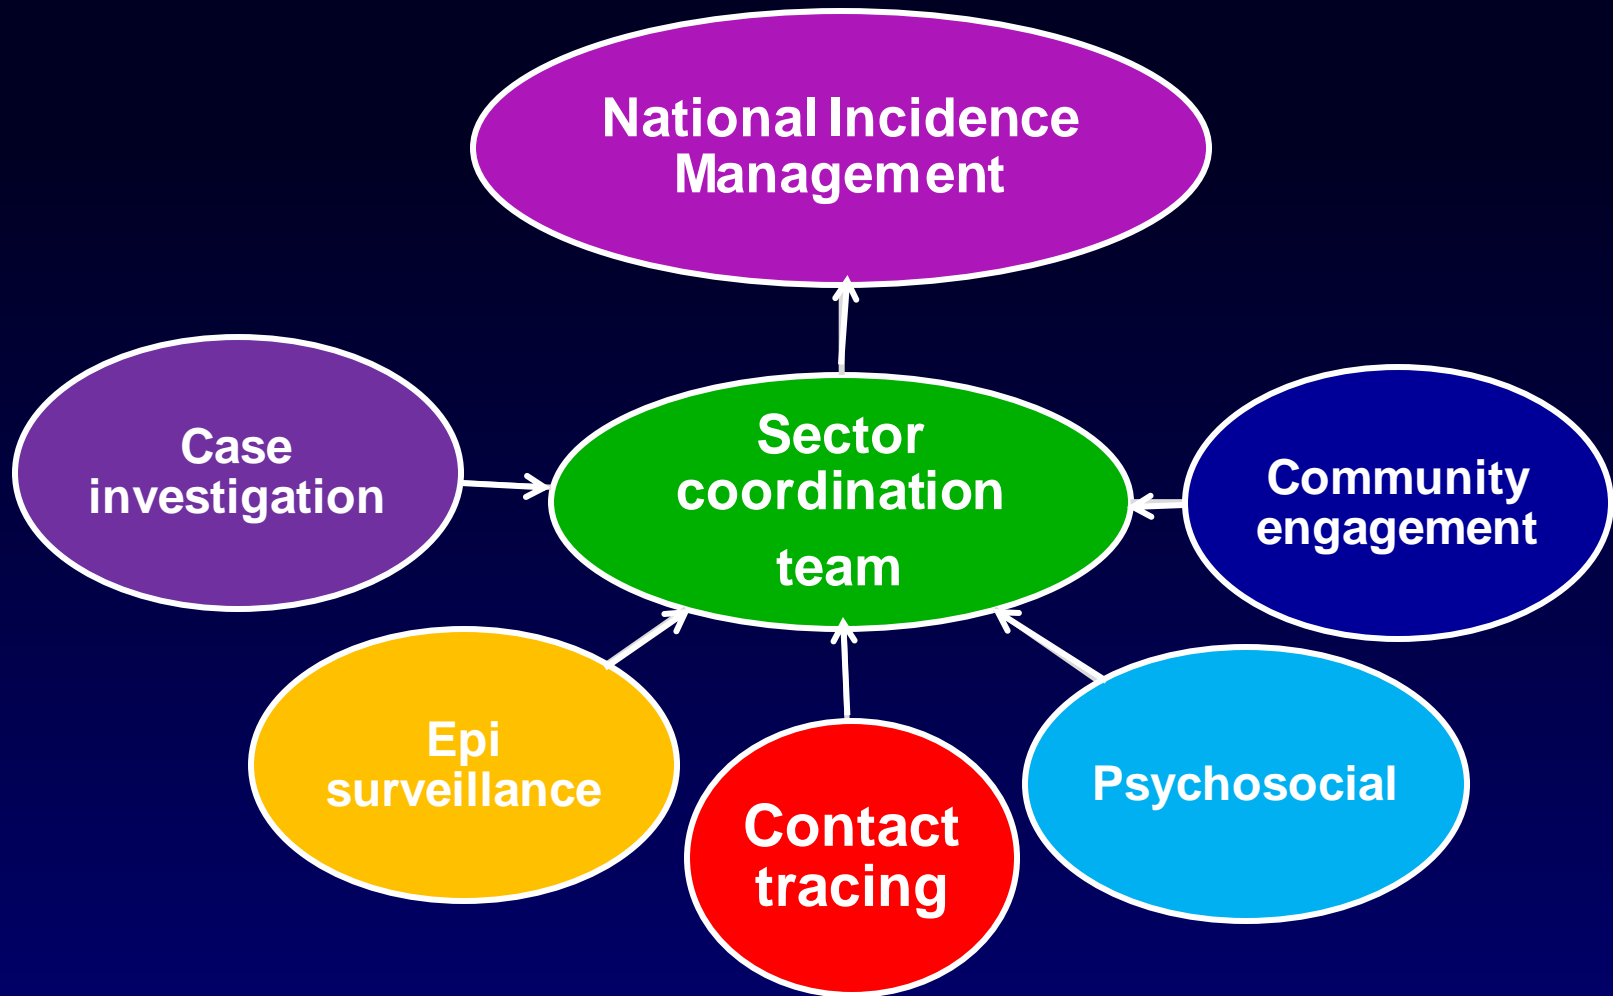 National Incidence
Management
Case
investigation
Sector
coordination
team
Community
engagement
Epi
surveillance
Contact
tracing
Psychosocial